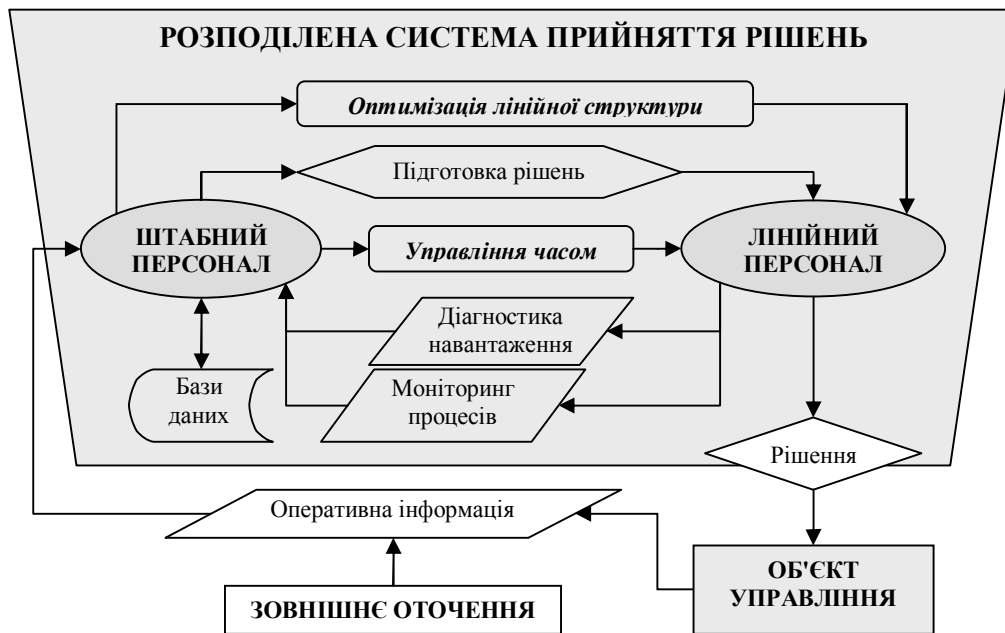 РОЗПОДІЛЕНА СИСТЕМА ПРИЙНЯТТЯ РІШЕНЬ
Оптимізація лінійної структури
Підготовка рішень
ШТАБНИЙ
ПЕРСОНАЛ
Управління часом
ЛІНІЙНИЙ
ПЕРСОНАЛ
Діагностика
навантаження
Бази
даних
Моніторинг
процесів
Рішення
Оперативна інформація
ОБ'ЄКТ
УПРАВЛІННЯ
ЗОВНІШНЄ ОТОЧЕННЯ